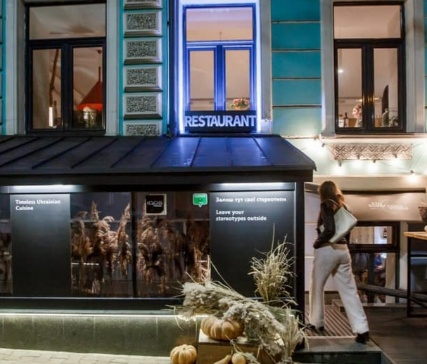 RESTAURANT
Timeless Ukrainian
Cuisine
Залиш тут свої стереотипи
Leave your
stereotypes outside